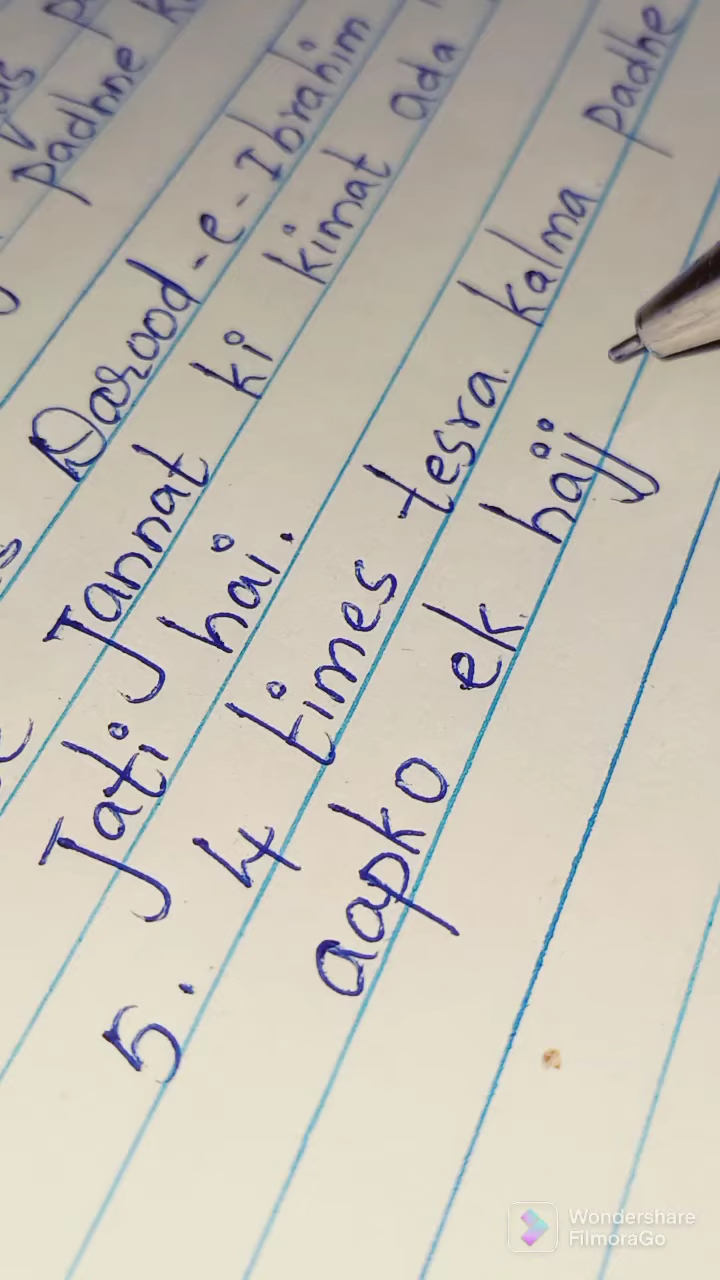 Padhne
Darood-e-Ibrahim
Jannat ki kimat ada
Jati hai.
5. 4 times tesra kalma padhe
aapko ek hajj
Wondershare
FilmoraGo